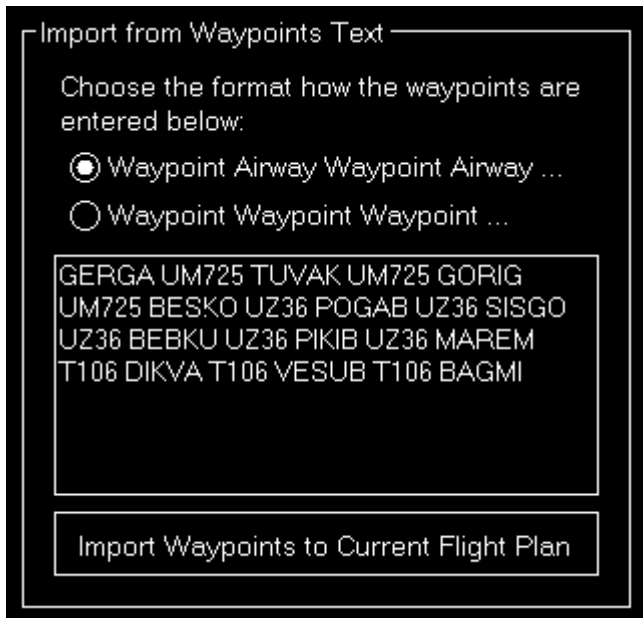 Import from Waypoints Text
Choose the format how the waypoints are
entered below:
Waypoint Airway Waypoint Airway ...
Waypoint Waypoint Waypoint ...
GERGA UM725 TUVAK UM725 GORIG
UM725 BESKO UZ36 POGAB UZ36 SISGO
UZ36 BEBKU UZ36 PIKIB UZ36 MAREM
T106 DIKVA T106 VESUB T106 BAGMI
Import Waypoints to Current Flight Plan